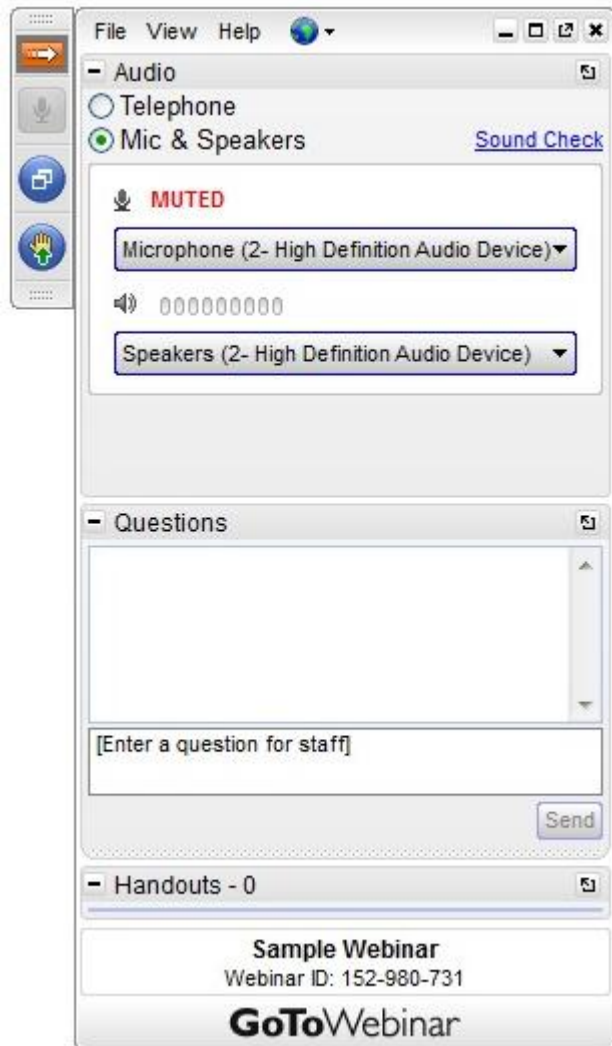 File View Help
Audio
Telephone
Mic & Speakers Sound Check
MUTED
Microphone (2- High Definition Audio Device)
000000000
Speakers (2- High Definition Audio Device)
Questions
[Enter a question for staff]
Send
Handouts - 0
Sample Webinar
Webinar ID: 152-980-731
GoToWebinar